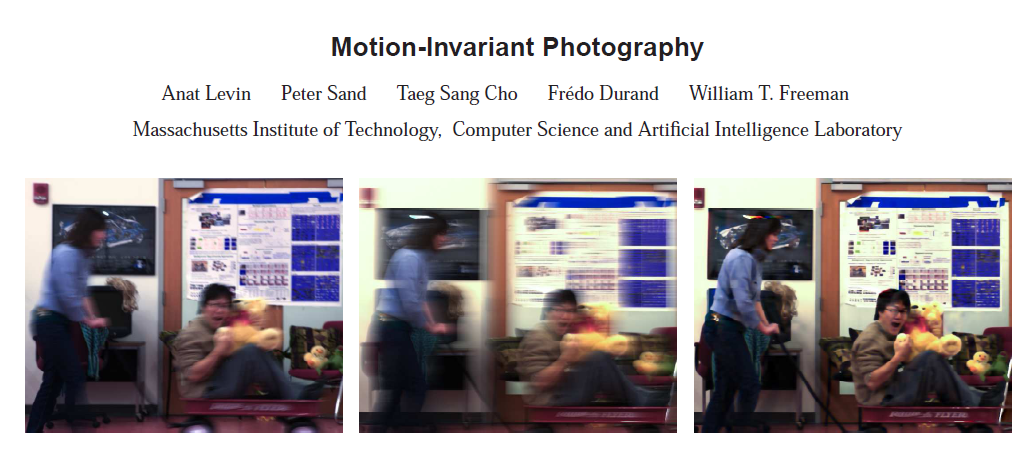 Motion-Invariant Photography
Anat Levin Peter Sand Taeg Sang Cho Frédo Durand William T. Freeman
Massachusetts Institute of Technology, Computer Science and Artificial Intelligence Laboratory